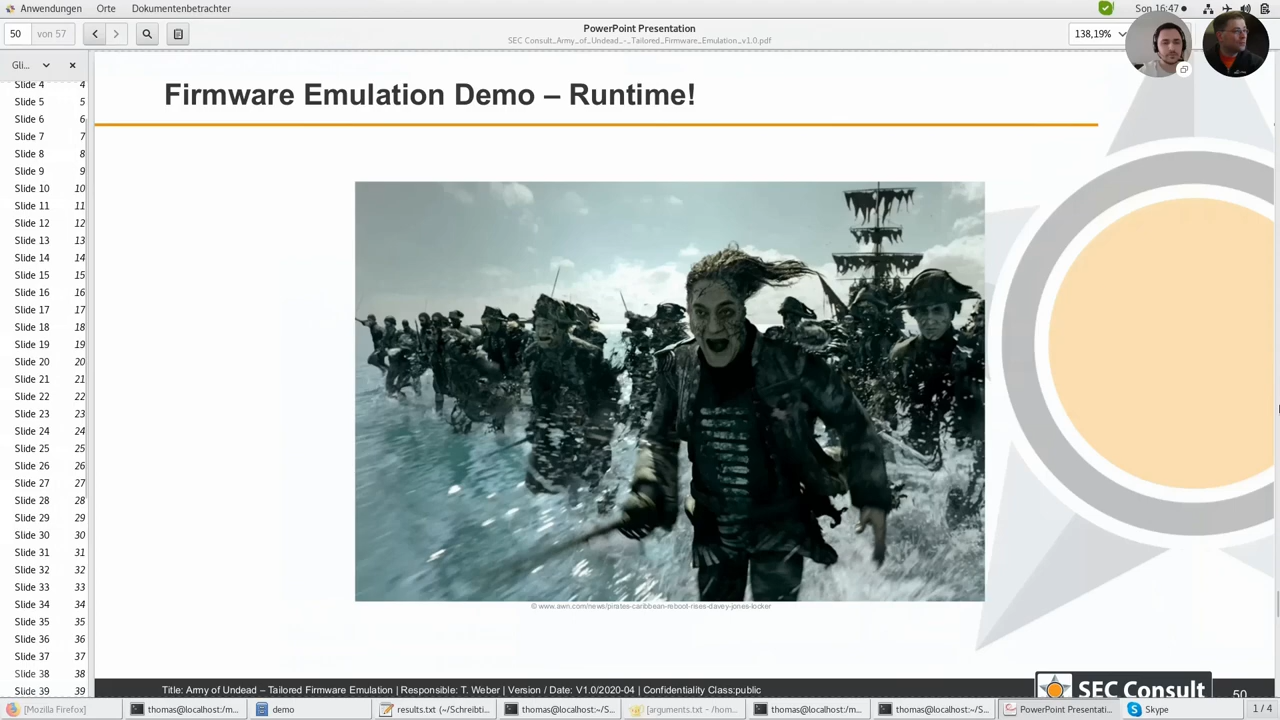 Anwendungen Orte Dokumentenbetrachter
Son 16:47
50 von 57
PowerPoint Presentation
SEC Consult_Army_of_Undead_-_Tailored_Firmware_Emulation_v1.0.pdf
138,19%
Gli...
Slide 4 4
Slide 5 5
Slide 6 6
Slide 7 7
Slide 8 8
Slide 9 9
Slide 10 10
Slide 11 11
Slide 12 12
Slide 13 13
Slide 14 14
Slide 15 15
Slide 16 16
Slide 17 17
Slide 18 18
Slide 19 19
Slide 20 20
Slide 21 21
Slide 22 22
Slide 23 23
Slide 24 24
Slide 25 25
Slide 26 26
Slide 27 27
Slide 28 28
Slide 29 29
Slide 30 30
Slide 31 31
Slide 32 32
Slide 33 33
Slide 34 34
Slide 35 35
Slide 36 36
Slide 37 37
Slide 38 38
Slide 39 39
Firmware Emulation Demo – Runtime!
© www.awn.com/news/pirates-caribbean-reboot-rises-davey-jones-locker
Title: Army of Undead – Tailored Firmware Emulation | Responsible: T. Weber | Version / Date: V1.0/2020-04 | Confidentiality Class:public
SEC Consult
50
[Mozilla Firefox]
thomas@localhost:/m...
demo
results.txt (~/Schreibti...
thomas@localhost:~/S...
[arguments.txt – /hom...
thomas@localhost:/m...
thomas@localhost:~/S...
PowerPoint Presentati...
Skype
1 / 4